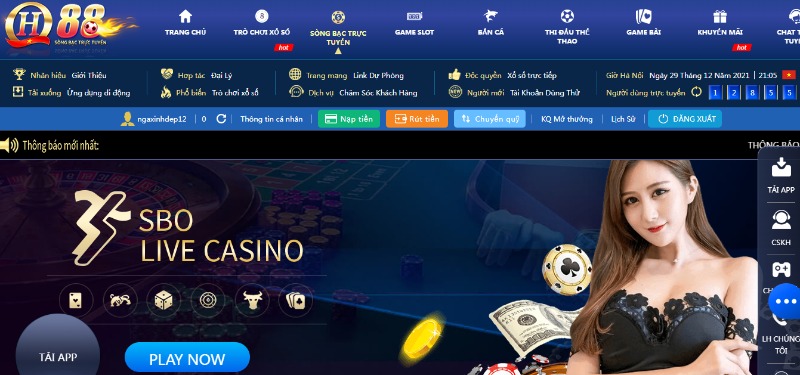 QH 88
SÒNG BẠC TRỰC TUYẾN
TRANG CHỦ
8
TRÒ CHƠI XỔ SỐ
hot
SÒNG BẠC TRỰC
TUYẾN
GAME SLOT
BẮN CÁ
THI ĐẤU THỂ
THAO
GAME BÀI
KHUYẾN MÃI
hot
CHAT T
TUY
Nhãn hiệu Giới Thiệu
Hợp tác Đại Lý
Trang mạng Link Dự Phòng
Độc quyền Xổ số trực tiếp
Giờ Hà Nội Ngày 29 Tháng 12 Năm 2021 | 21:05
Tải xuống Ứng dụng di động
Phổ biến Trò chơi xổ số
Dịch vụ Chăm Sóc Khách Hàng
NEW Người mới Tài Khoản Dùng Thử
Người dùng trực tuyến 1 2 8 5 5
ngaxinhdep12 | 0
Thông tin cá nhân
Nạp tiền
Rút tiền
Chuyển quỹ
KQ Mở thưởng
Lịch Sử
ĐĂNG XUẤT
Thông báo mới nhất:
THÔNG BÁO
SBO
LIVE CASINO
TẢI APP
PLAY NOW
TẢI APP
CSKH
CH
LH CHÚNG
TÔI